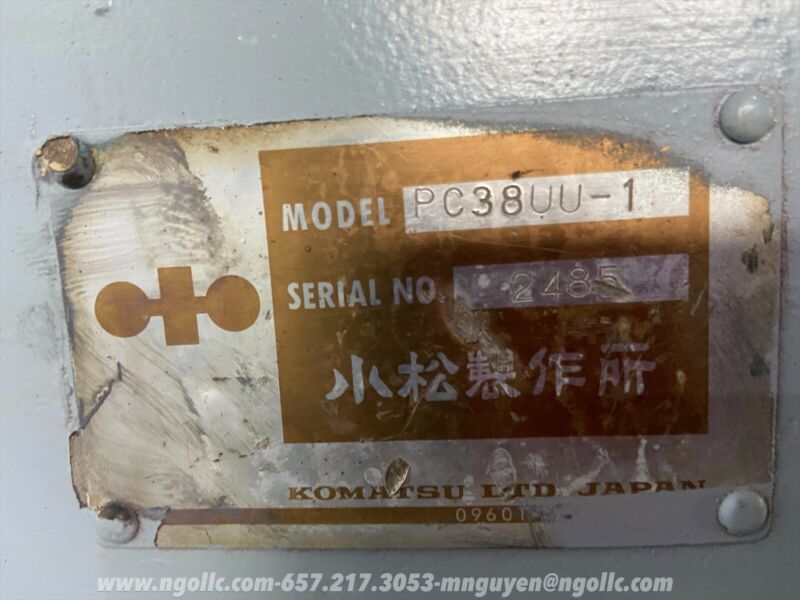 MODEL PC38UU-1
SERIAL NO 2485
小松製作所
KOMATSU LTD JAPAN
09601
www.ngollc.com-657.217.3053-mnguyen@ngollc.com